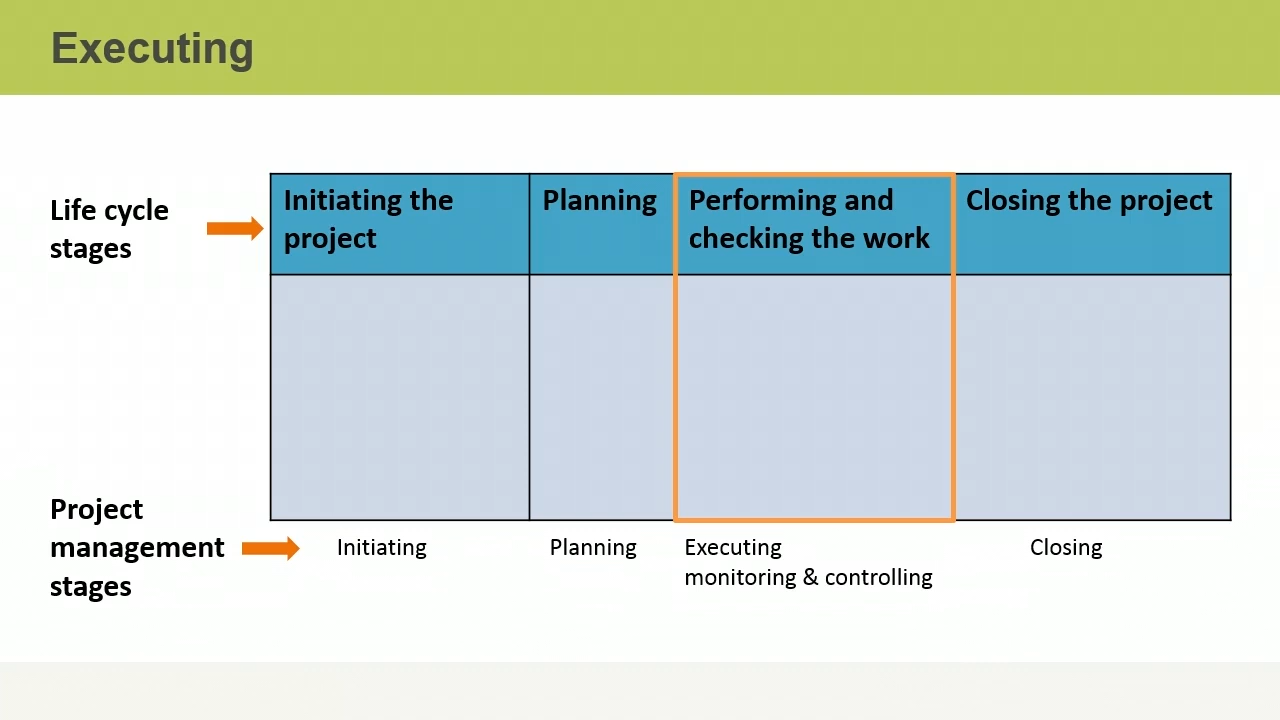 Executing
Life cycle
stages
Initiating the
project
Planning
Performing and
checking the work
Closing the project
Project
management
stages
Initiating
Planning
Executing
monitoring & controlling
Closing